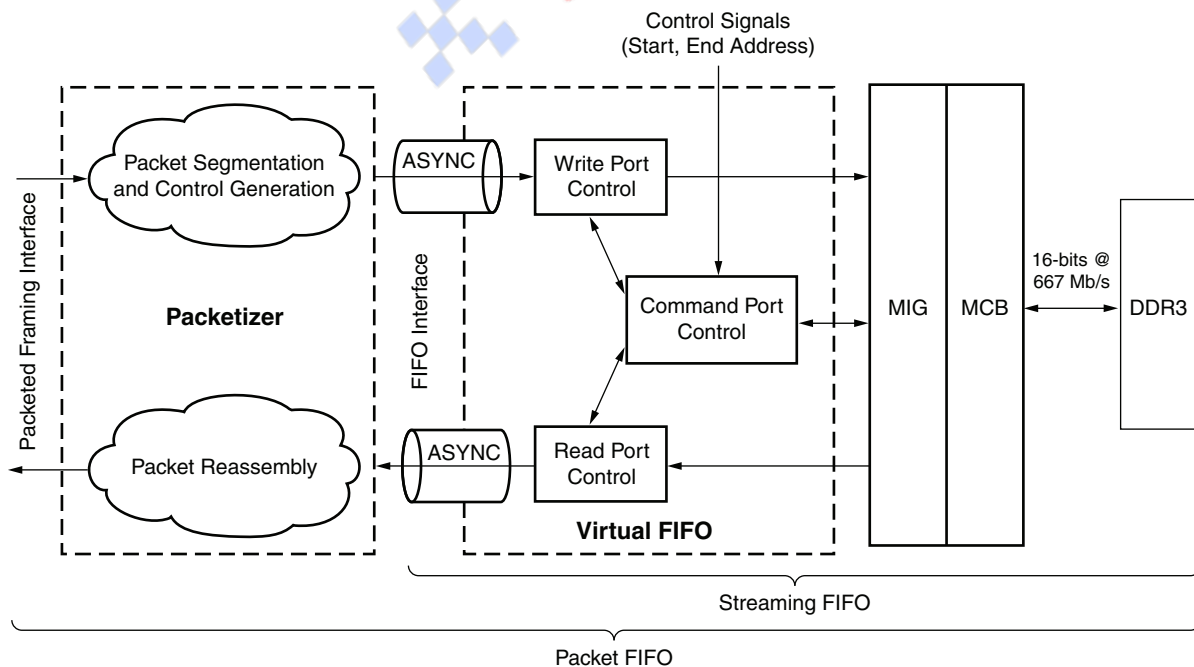 Control Signals
(Start, End Address)
Packeted Framing Interface
Packet Segmentation
and Control Generation
Packetizer
Packet Reassembly
ASYNC
FIFO Interface
ASYNC
Write Port
Control
Command Port
Control
Read Port
Control
Virtual FIFO
MIG
MCB
16-bits @
667 Mb/s
DDR3
Streaming FIFO
Packet FIFO